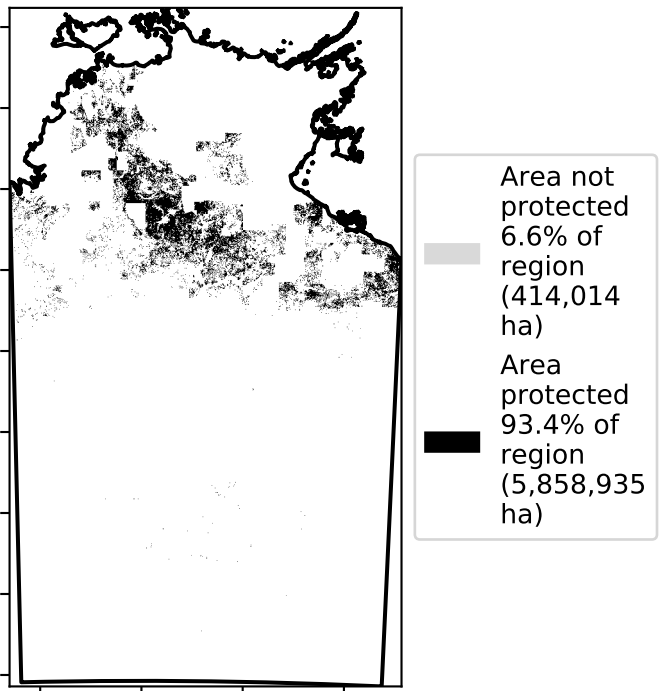 Area not
protected
6.6% of
region
(414,014
ha)
Area
protected
93.4% of
region
(5,858,935
ha)